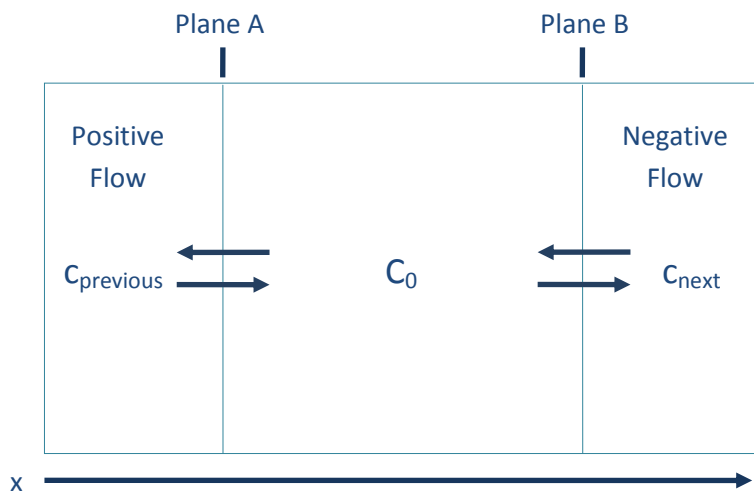 Plane A
Plane B
Positive
Flow
Negative
Flow
Cprevious
C0
Cnext
x